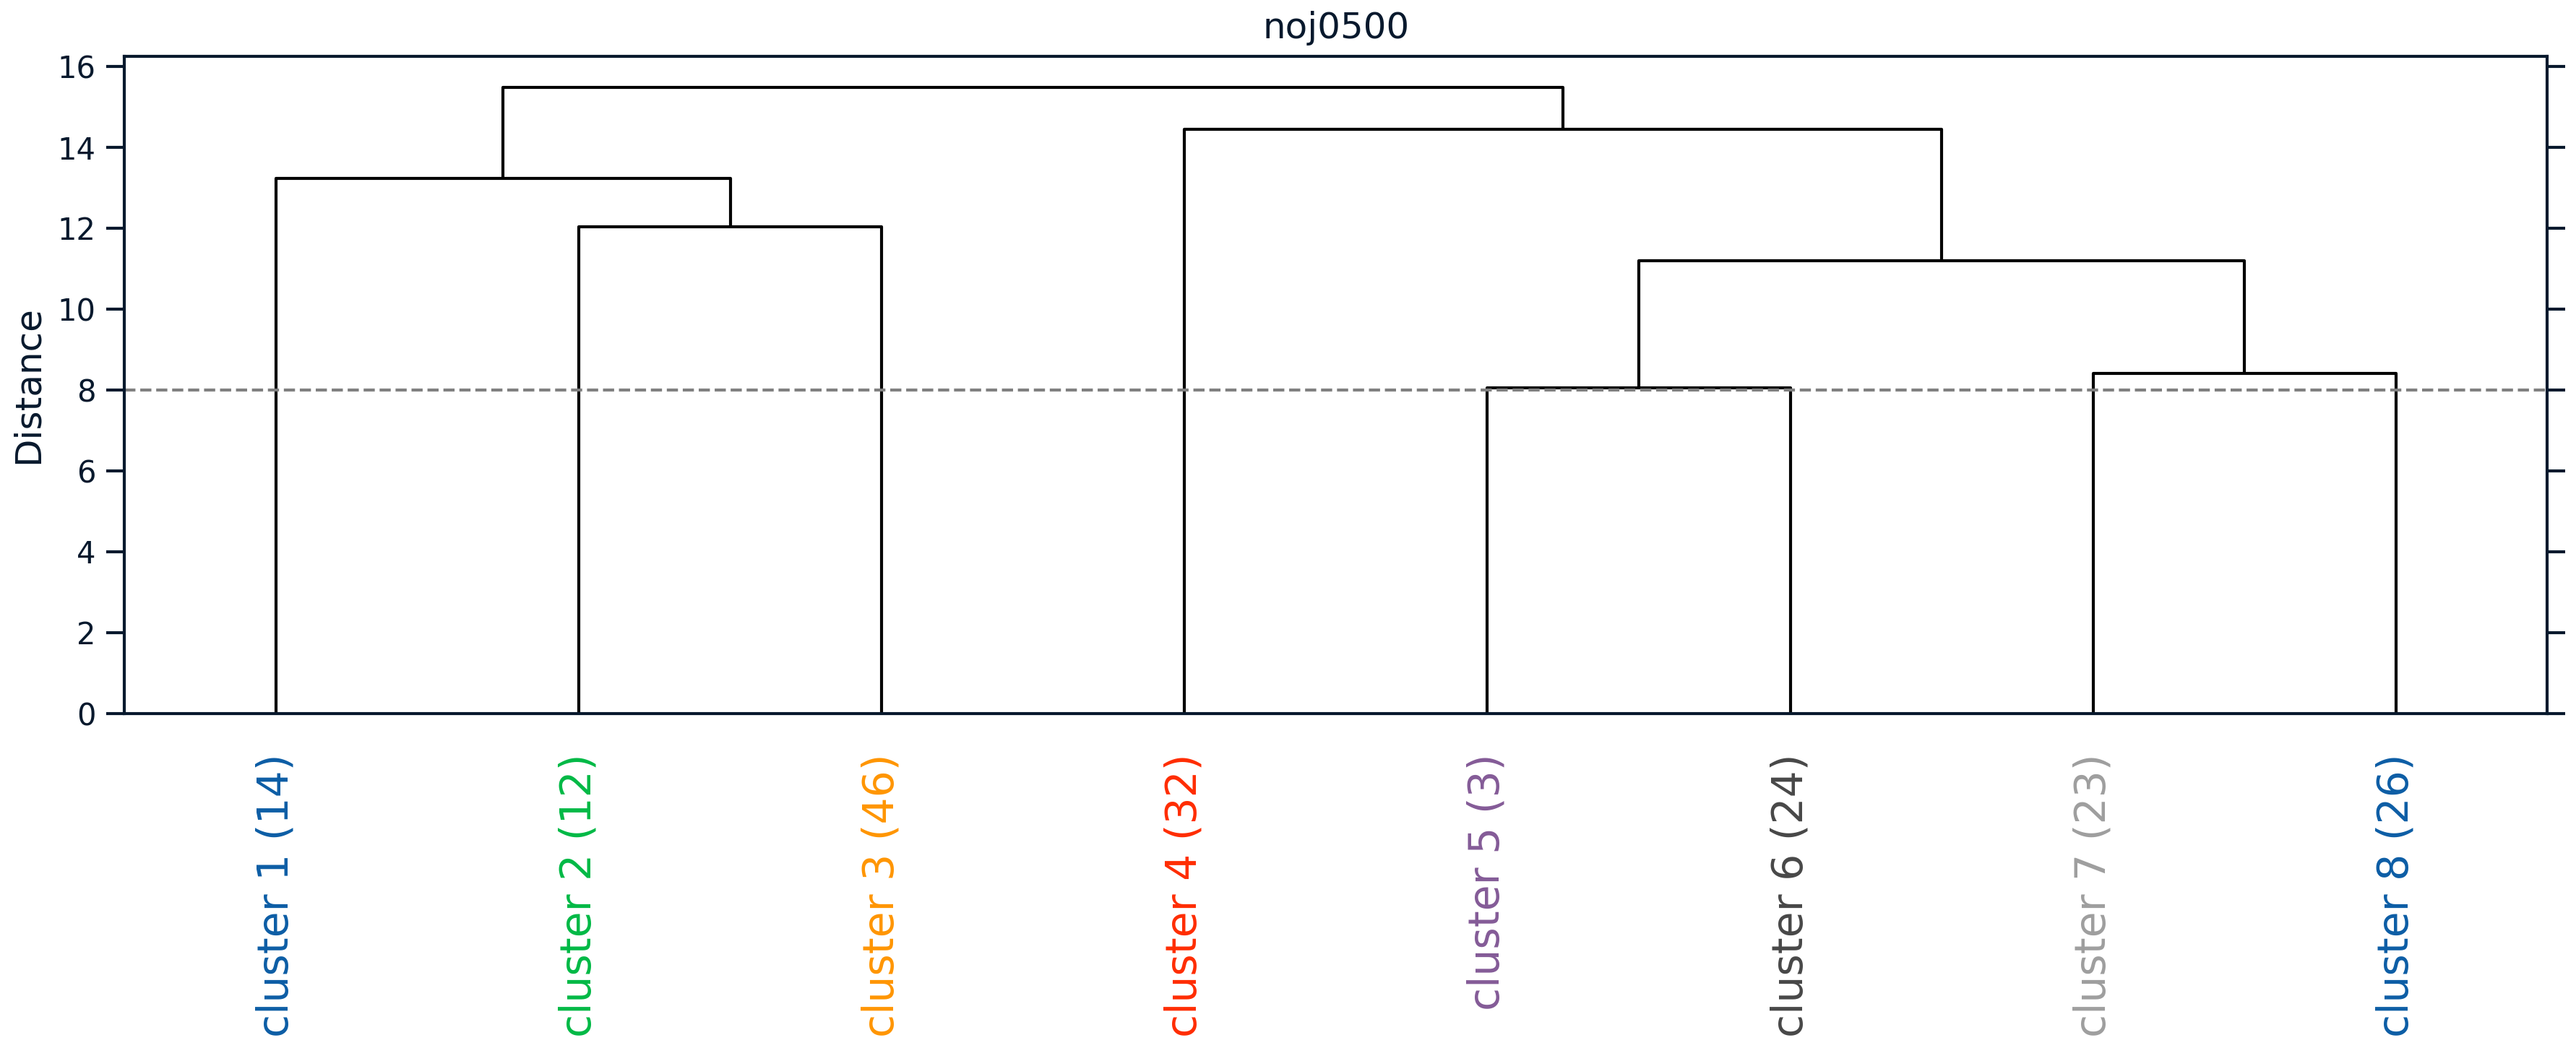 noj0500
16
14
12
10
8
6
4
2
0
Distance
cluster 1 (14)
cluster 2 (12)
cluster 3 (46)
cluster 4 (32)
cluster 5 (3)
cluster 6 (24)
cluster 7 (23)
cluster 8 (26)